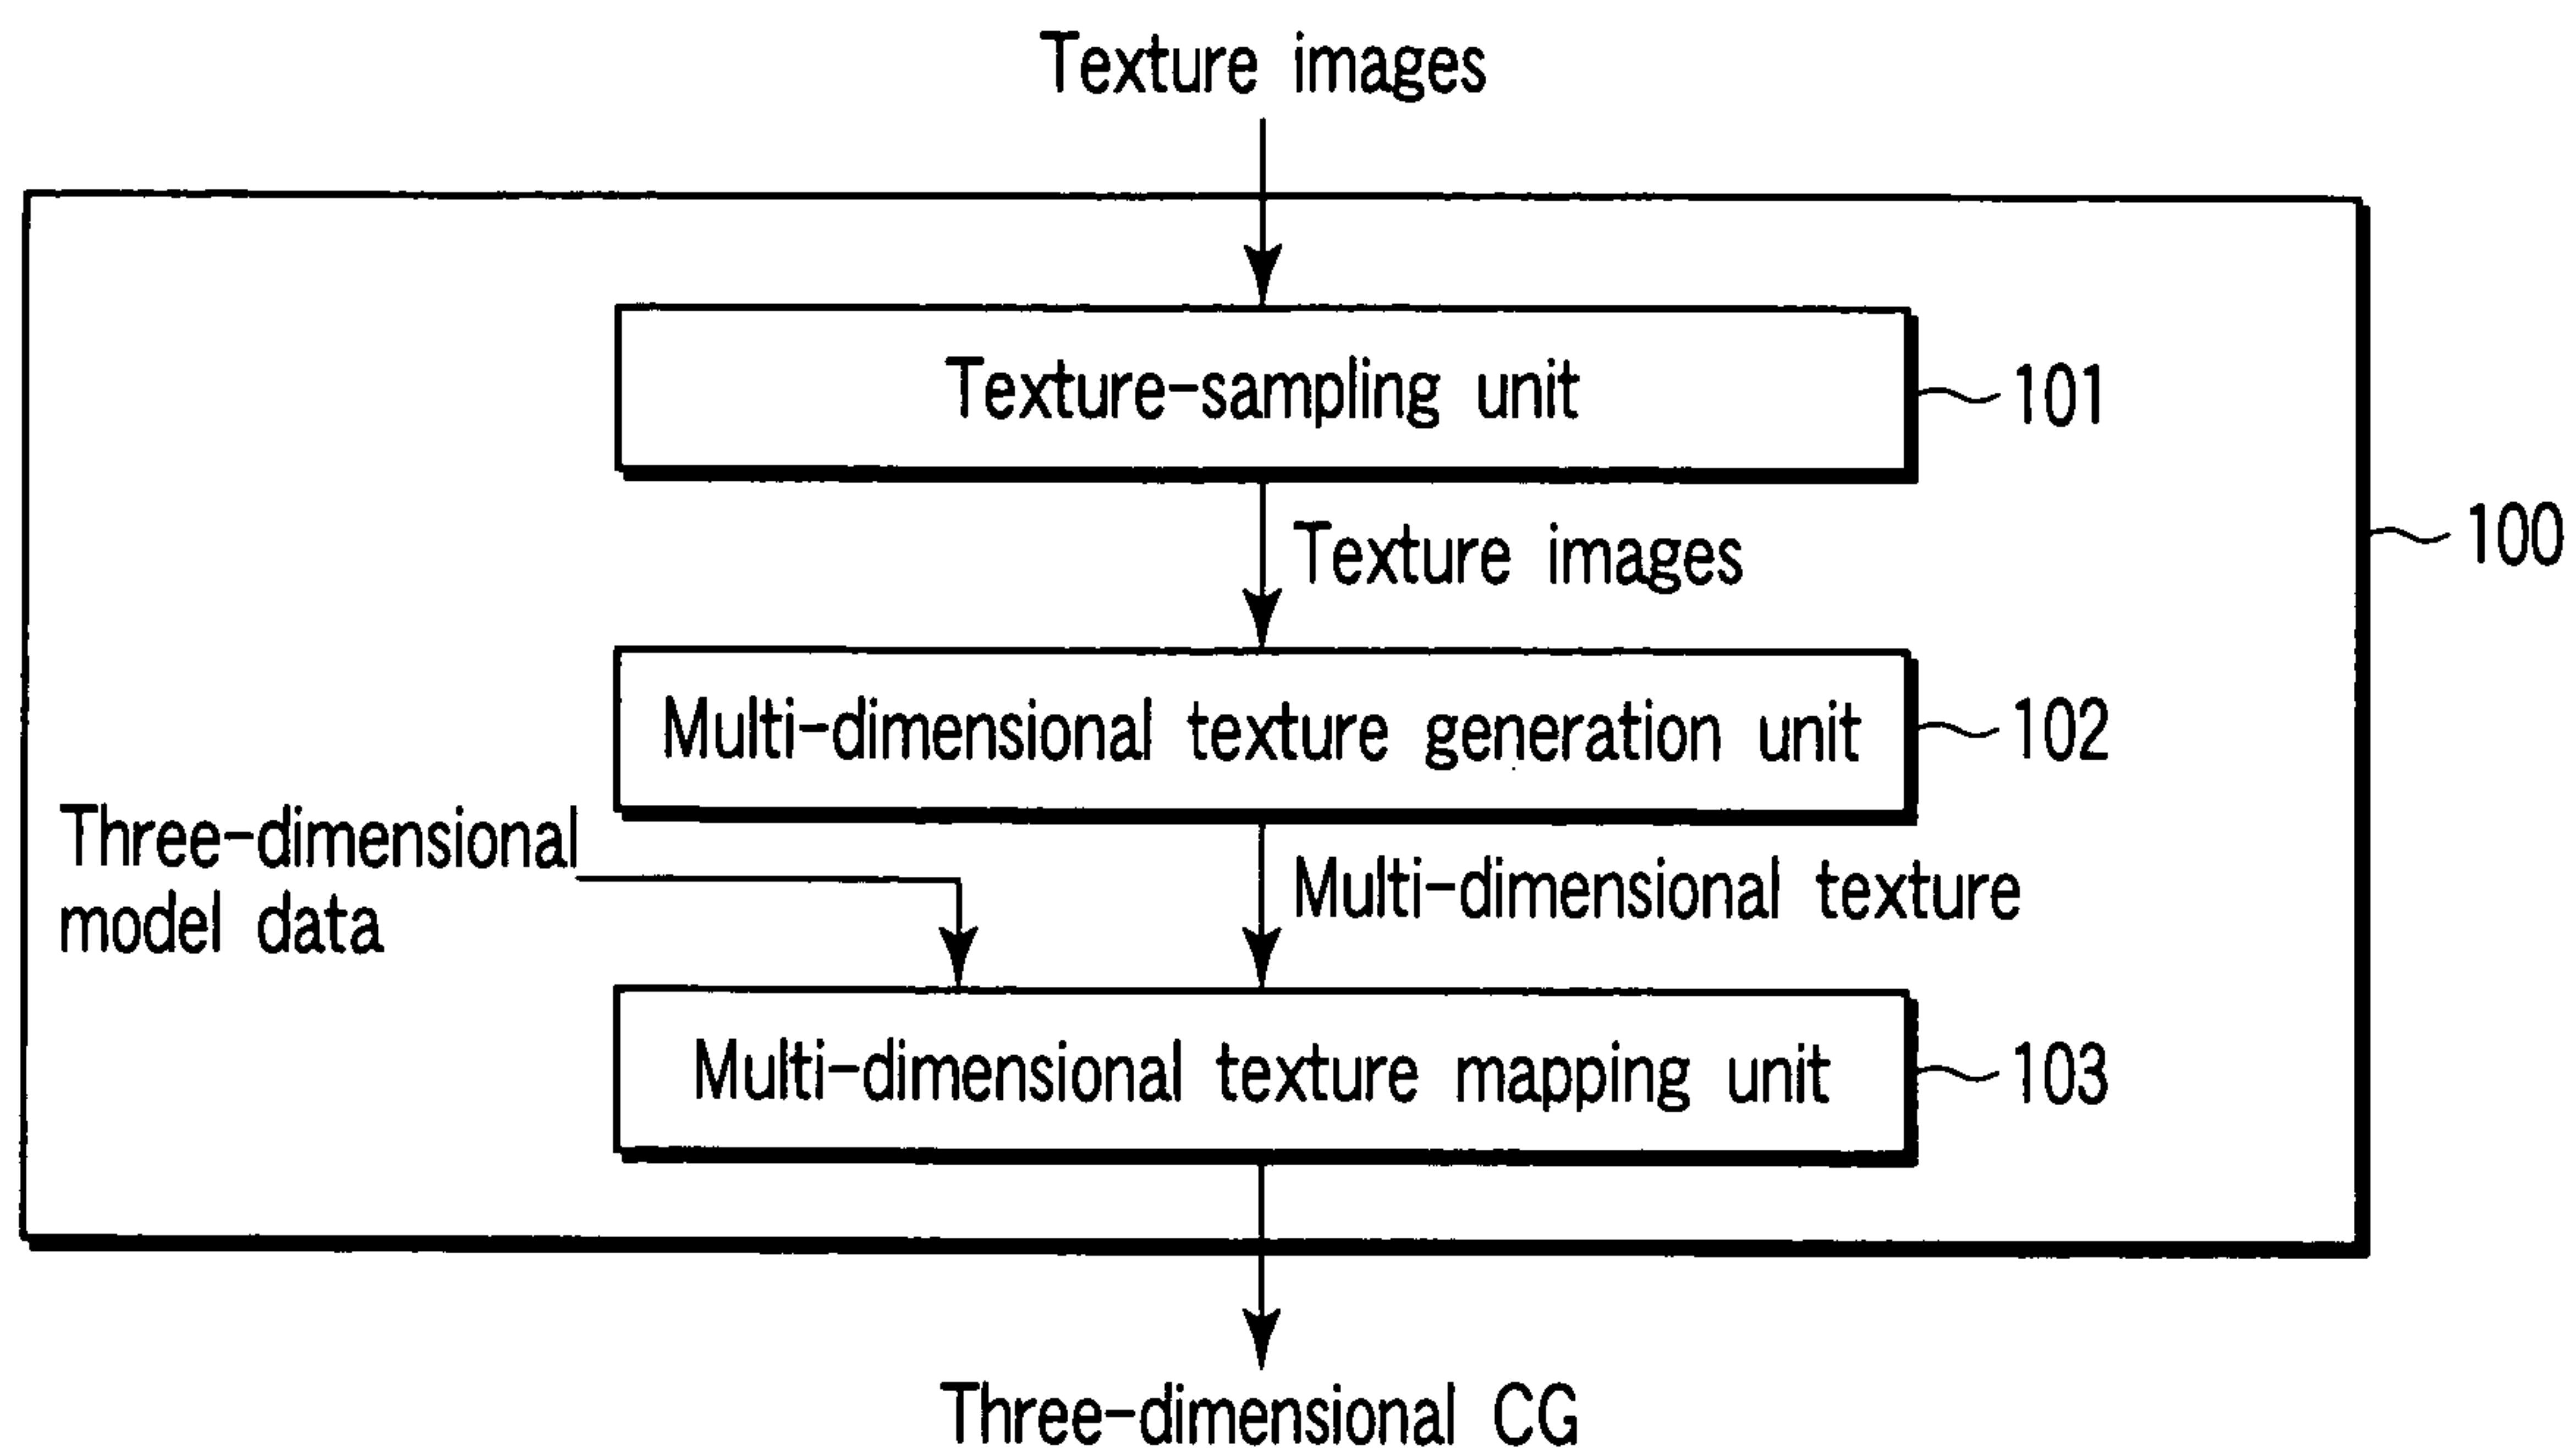 Texture images
Texture-sampling unit
101
Texture images
100
Multi-dimensional texture generation unit
102
Three-dimensional
model data
Multi-dimensional texture
Multi-dimensional texture mapping unit
103
Three-dimensional CG